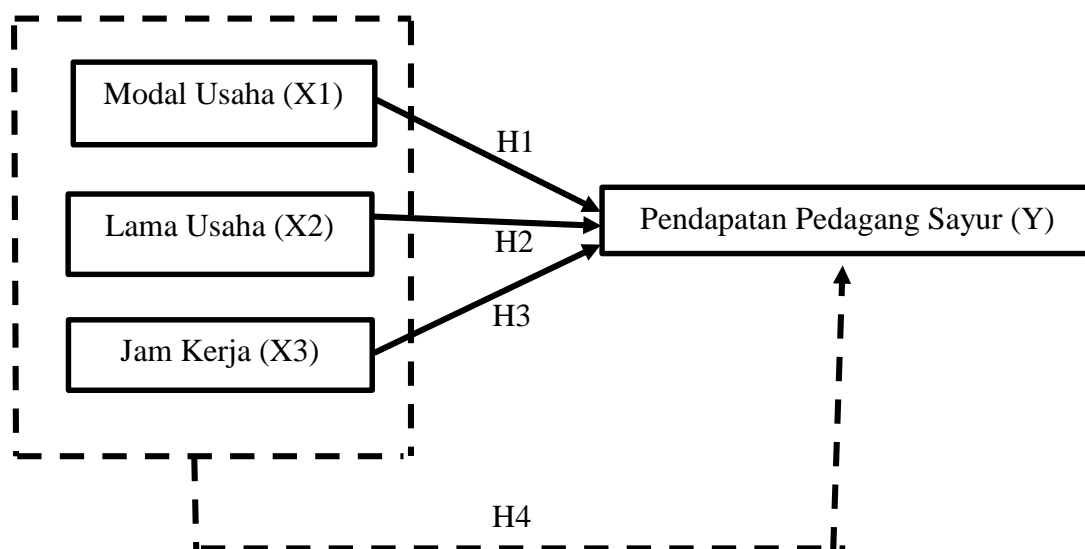 Modal Usaha (X1)
H1
Lama Usaha (X2)
Pendapatan Pedagang Sayur (Y)
H2
H3
Jam Kerja (X3)
H4